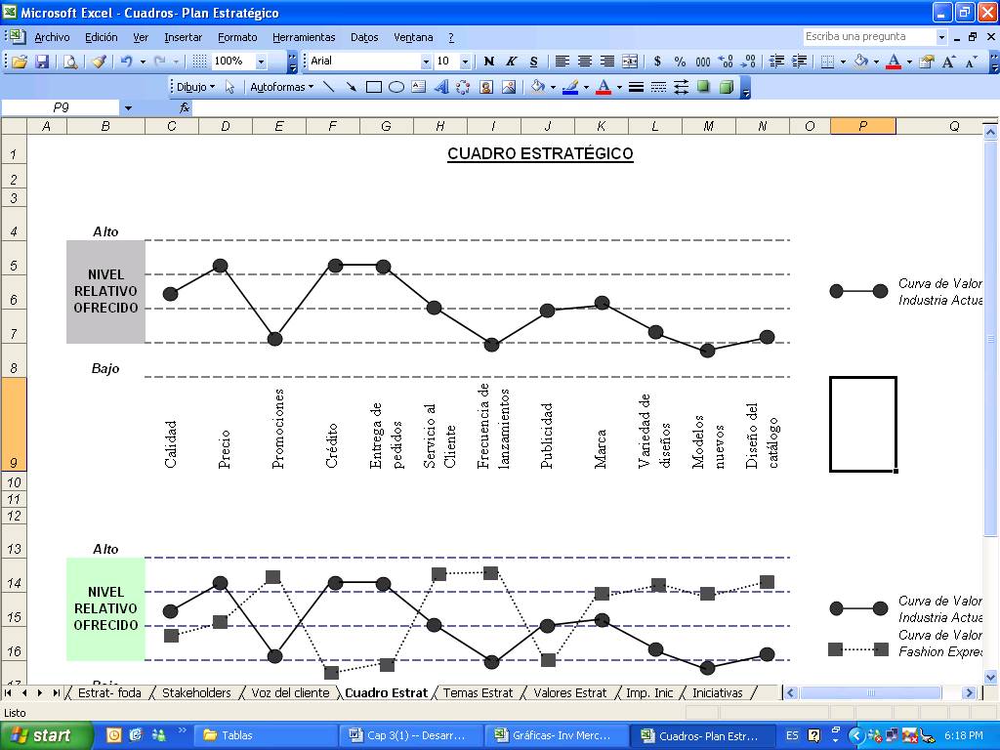 Microsoft Excel - Cuadros- Plan Estratégico
Archivo Edición Ver Insertar Formato Herramientas Datos Ventana ? Escriba una pregunta
100% Arial 10 N K S $ % 000
Dibujo Autoformas
P9 fx
A B C D E F G H I J K L M N O P Q
1 CUADRO ESTRATÉGICO
2
3
4 Alto
5
NIVEL
RELATIVO
OFRECIDO
Curva de Valor
Industria Actua
6
7
8 Bajo
9
Calidad
Precio
Promociones
Crédito
Entrega de
pedidos
Servicio al
Cliente
Frecuencia de
lanzamientos
Publicidad
Marca
Variedad de
diseños
Modelos
nuevos
Diseño del
catálogo
10
11
12
13 Alto
14
NIVEL
RELATIVO
OFRECIDO
Curva de Valor
Industria Actua
15
Curva de Valor
Fashion Expres
16
17 Bajo
Estrat- foda Stakeholders Voz del cliente Cuadro Estrat Temas Estrat Valores Estrat Imp. Inic Iniciativas
Listo
start Tablas Cap 3(1) -- Desarr... Gráficas- Inv Merc... Cuadros- Plan Estr... ES 6:18 PM